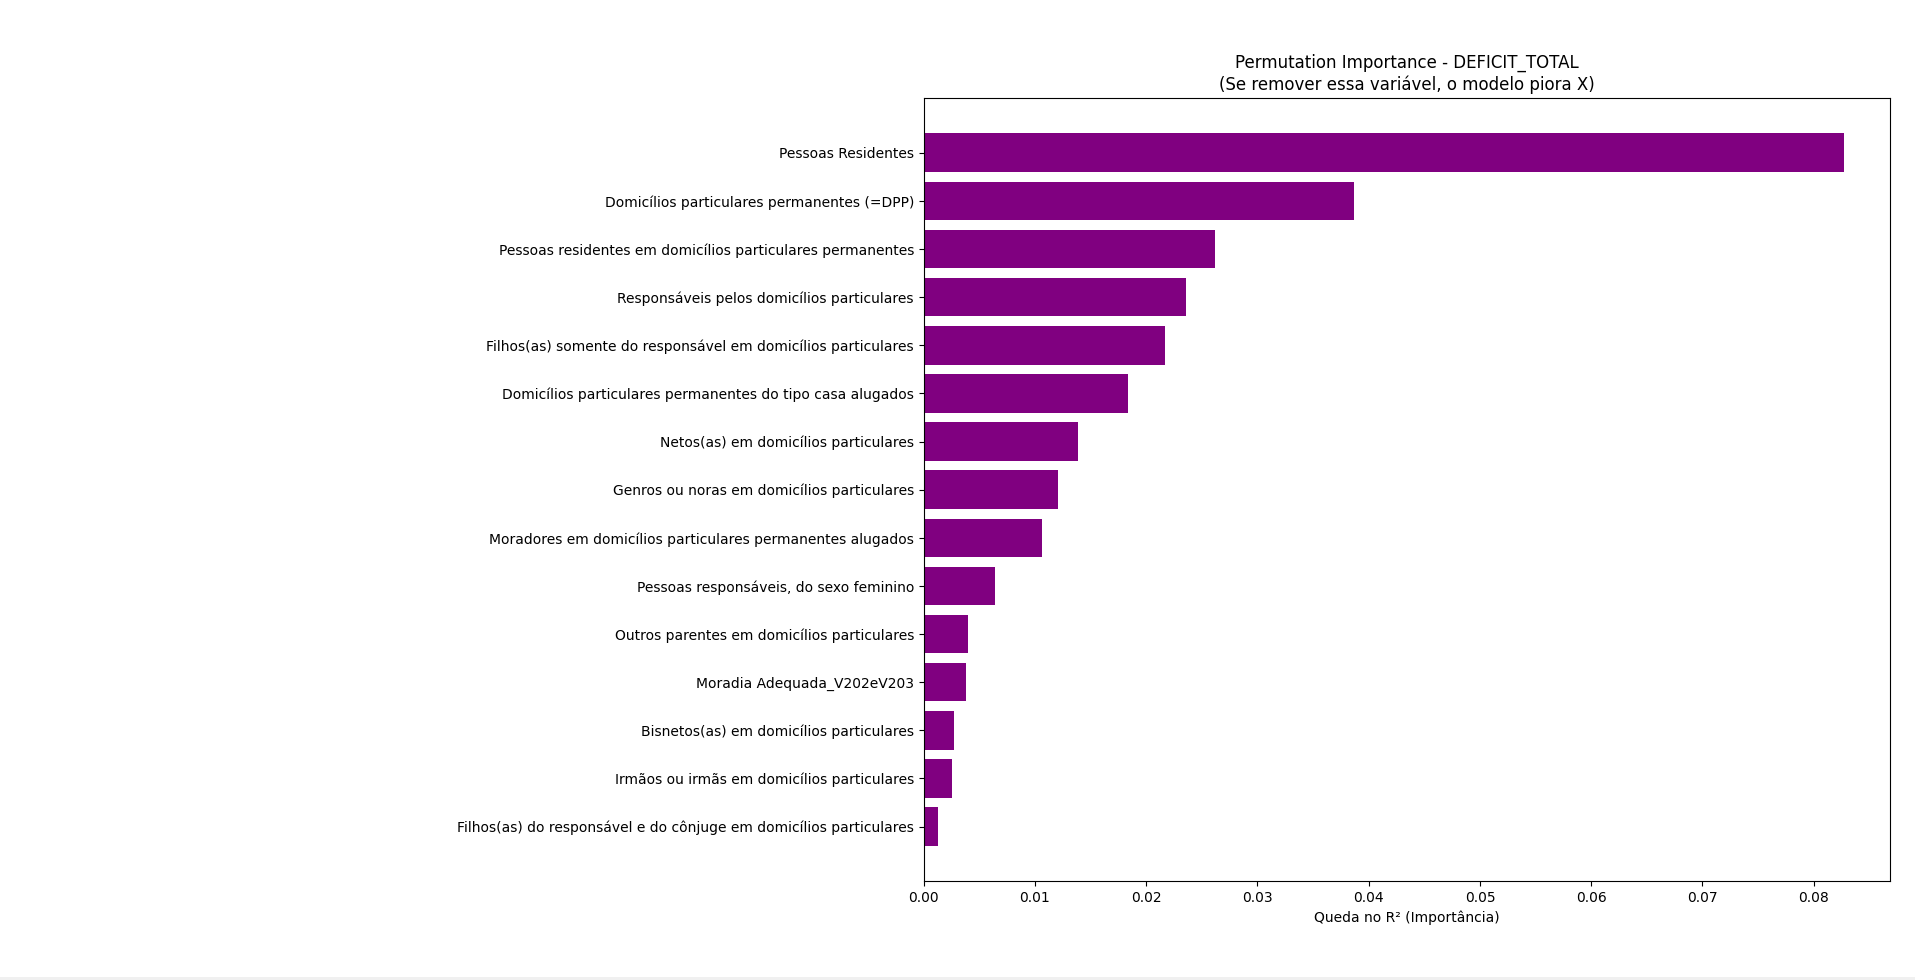 Permutation Importance - DEFICIT_TOTAL
(Se remover essa variável, o modelo piora X)
Pessoas Residentes
Domicílios particulares permanentes (=DPP)
Pessoas residentes em domicílios particulares permanentes
Responsáveis pelos domicílios particulares
Filhos(as) somente do responsável em domicílios particulares
Domicílios particulares permanentes do tipo casa alugados
Netos(as) em domicílios particulares
Genros ou noras em domicílios particulares
Moradores em domicílios particulares permanentes alugados
Pessoas responsáveis, do sexo feminino
Outros parentes em domicílios particulares
Moradia Adequada_V202eV203
Bisnetos(as) em domicílios particulares
Irmãos ou irmãs em domicílios particulares
Filhos(as) do responsável e do cônjuge em domicílios particulares
0.00 0.01 0.02 0.03 0.04 0.05 0.06 0.07 0.08
Queda no R² (Importância)